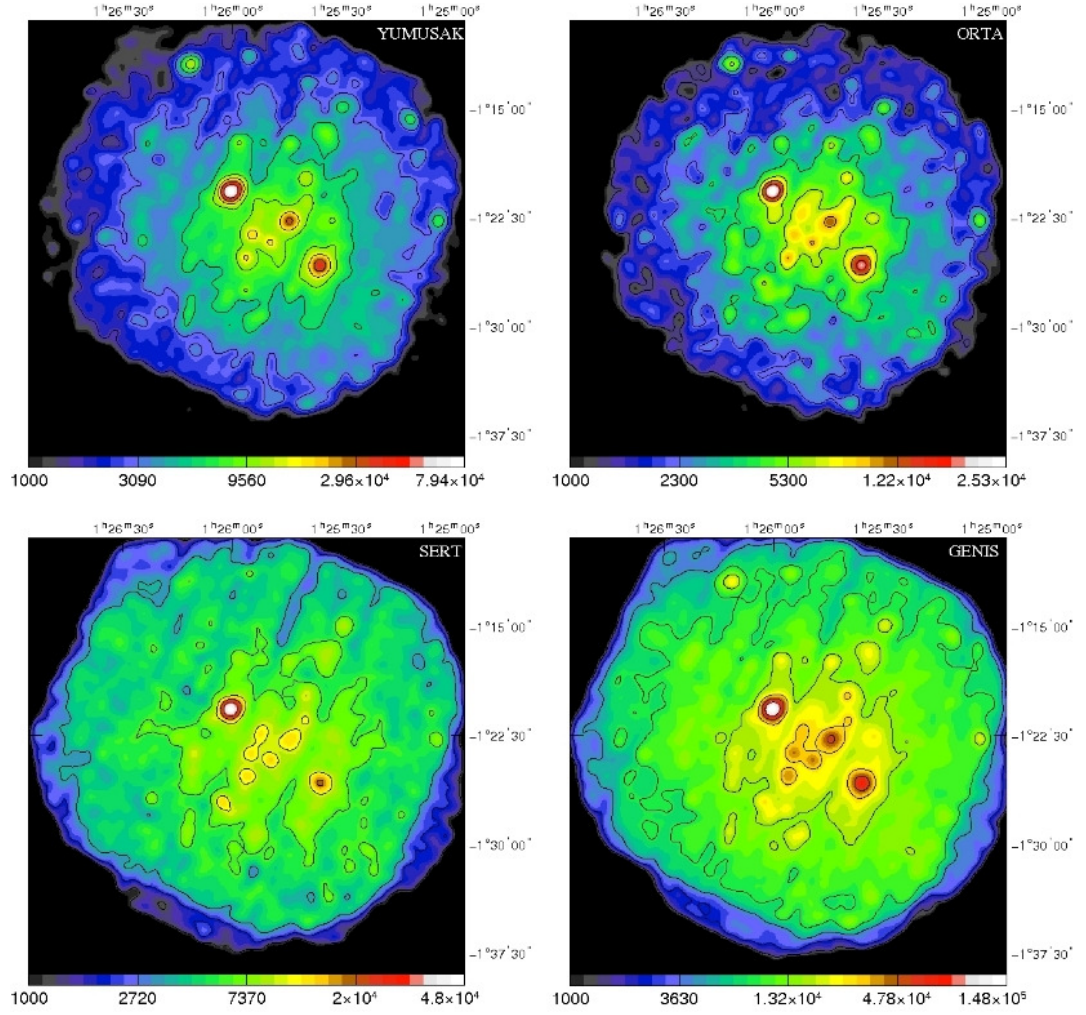 1ʰ26ᵐ30ˢ 1ʰ26ᵐ00ˢ 1ʰ25ᵐ30ˢ 1ʰ25ᵐ00ˢ
YUMUSAK
-1°15'00"
-1°22'30"
-1°30'00"
-1°37'30"
1000 3090 9560 2.96×10⁴ 7.94×10⁴
1ʰ26ᵐ30ˢ 1ʰ26ᵐ00ˢ 1ʰ25ᵐ30ˢ 1ʰ25ᵐ00ˢ
ORTA
-1°15'00"
-1°22'30"
-1°30'00"
-1°37'30"
1000 2300 5300 1.22×10⁴ 2.53×10⁴
1ʰ26ᵐ30ˢ 1ʰ26ᵐ00ˢ 1ʰ25ᵐ30ˢ 1ʰ25ᵐ00ˢ
SERT
-1°15'00"
-1°22'30"
-1°30'00"
-1°37'30"
1000 2720 7370 2×10⁴ 4.8×10⁴
1ʰ26ᵐ30ˢ 1ʰ26ᵐ00ˢ 1ʰ25ᵐ30ˢ 1ʰ25ᵐ00ˢ
GENIS
-1°15'00"
-1°22'30"
-1°30'00"
-1°37'30"
1000 3630 1.32×10⁴ 4.78×10⁴ 1.48×10⁵